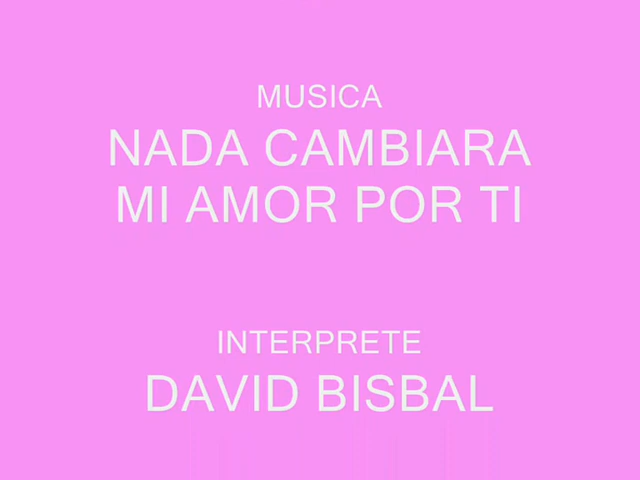 MUSICA
NADA CAMBIARA
MI AMOR POR TI
INTERPRETE
DAVID BISBAL